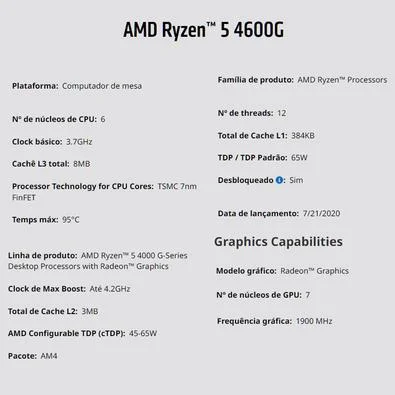 AMD Ryzen™ 5 4600G
Plataforma: Computador de mesa
Nº de núcleos de CPU: 6
Clock básico: 3.7GHz
Cachê L3 total: 8MB
Processor Technology for CPU Cores: TSMC 7nm
FinFET
Temps máx: 95°C
Linha de produto: AMD Ryzen™ 5 4000 G-Series
Desktop Processors with Radeon™ Graphics
Clock de Max Boost: Até 4.2GHz
Total de Cache L2: 3MB
AMD Configurable TDP (cTDP): 45-65W
Pacote: AM4
Família de produto: AMD Ryzen™ Processors
Nº de threads: 12
Total de Cache L1: 384KB
TDP / TDP Padrão: 65W
Desbloqueado i: Sim
Data de lançamento: 7/21/2020
Graphics Capabilities
Modelo gráfico: Radeon™ Graphics
Nº de núcleos de GPU: 7
Frequência gráfica: 1900 MHz